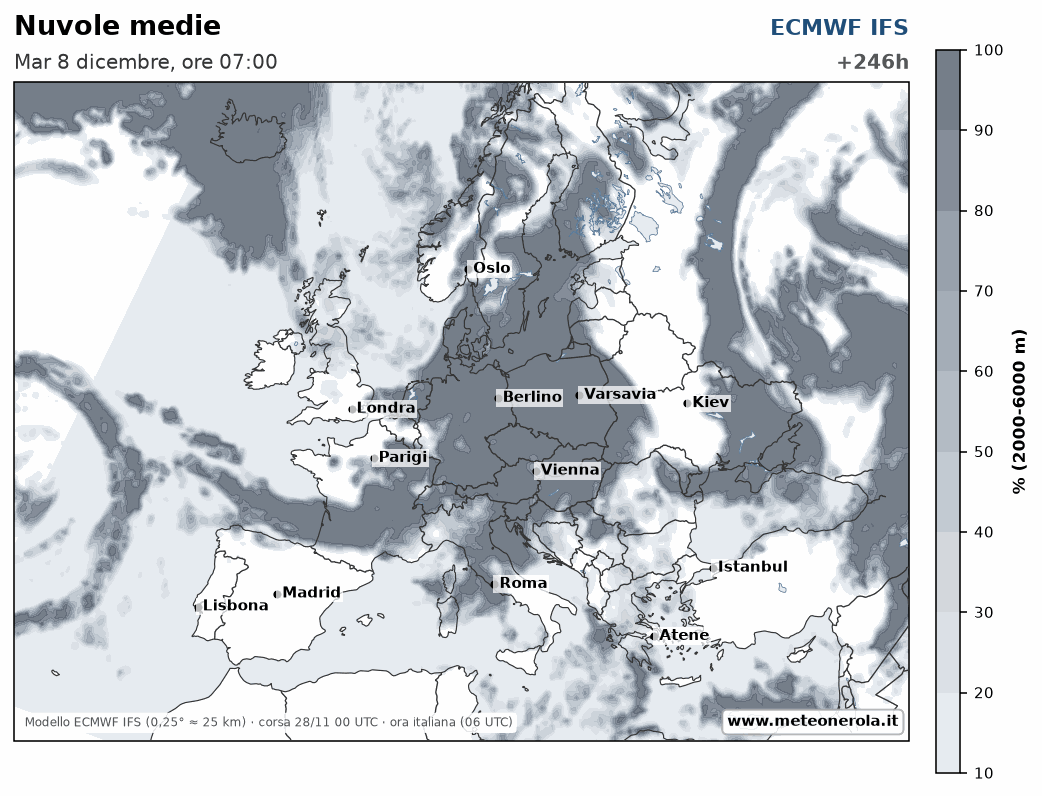 Nuvole medie
ECMWF IFS
Mar 8 dicembre, ore 07:00
+246h
100
90
80
70
60
50
40
30
20
10
% (2000-6000 m)
Oslo
Londra
Berlino
Varsavia
Kiev
Parigi
Vienna
Istanbul
Roma
Madrid
Lisbona
Atene
Modello ECMWF IFS (0,25° ≈ 25 km) · corsa 28/11 00 UTC · ora italiana (06 UTC)
www.meteonerola.it